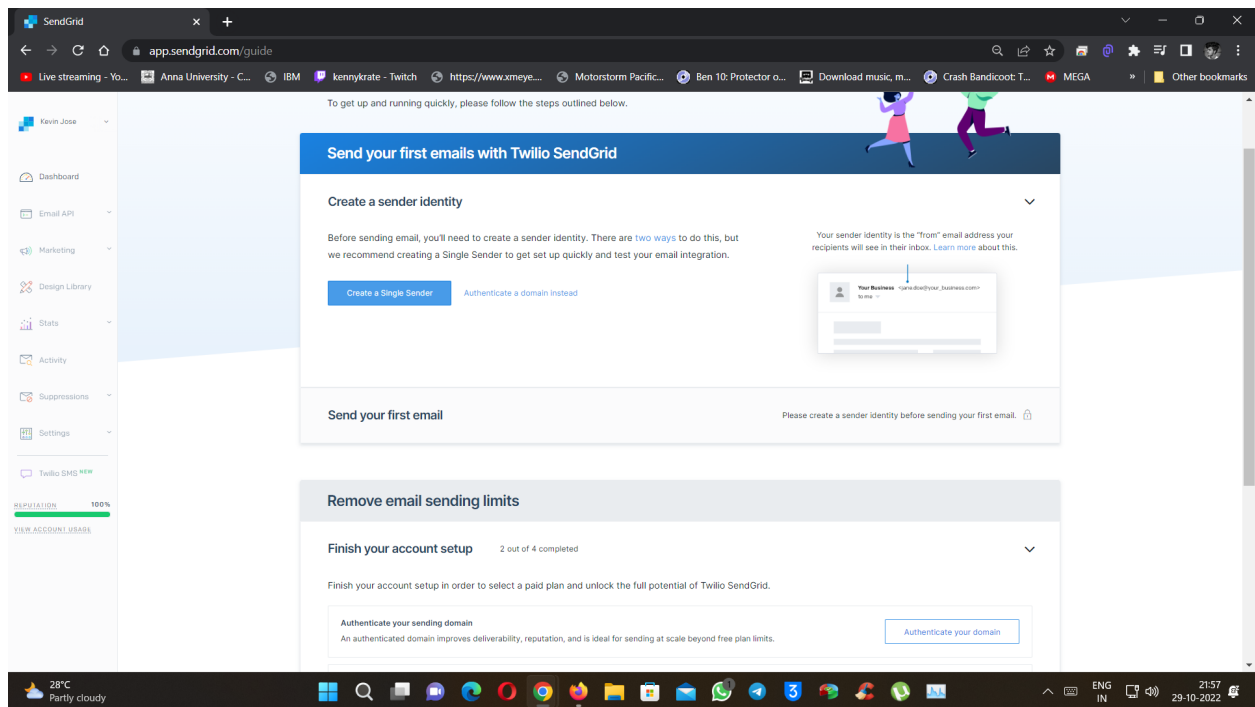 SendGrid
app.sendgrid.com/guide
Live streaming - Yo...
Anna University - C...
IBM
kennykrate - Twitch
https://www.xmeye....
Motorstorm Pacific...
Ben 10: Protector o...
Download music, m...
Crash Bandicoot: T...
MEGA
»
Other bookmarks
Kevin Jose
Dashboard
Email API
Marketing
Design Library
Stats
Activity
Suppressions
Settings
Twilio SMS NEW
REPUTATION 100%
VIEW ACCOUNT USAGE
To get up and running quickly, please follow the steps outlined below.
Send your first emails with Twilio SendGrid
Create a sender identity
Before sending email, you'll need to create a sender identity. There are two ways to do this, but
we recommend creating a Single Sender to get set up quickly and test your email integration.
Create a Single Sender
Authenticate a domain instead
Your sender identity is the "from" email address your
recipients will see in their inbox. Learn more about this.
Your Business <jane.doe@your_business.com>
to me
Send your first email
Please create a sender identity before sending your first email.
Remove email sending limits
Finish your account setup 2 out of 4 completed
Finish your account setup in order to select a paid plan and unlock the full potential of Twilio SendGrid.
Authenticate your sending domain
An authenticated domain improves deliverability, reputation, and is ideal for sending at scale beyond free plan limits.
Authenticate your domain
28°C
Partly cloudy
ENG
IN
21:57
29-10-2022